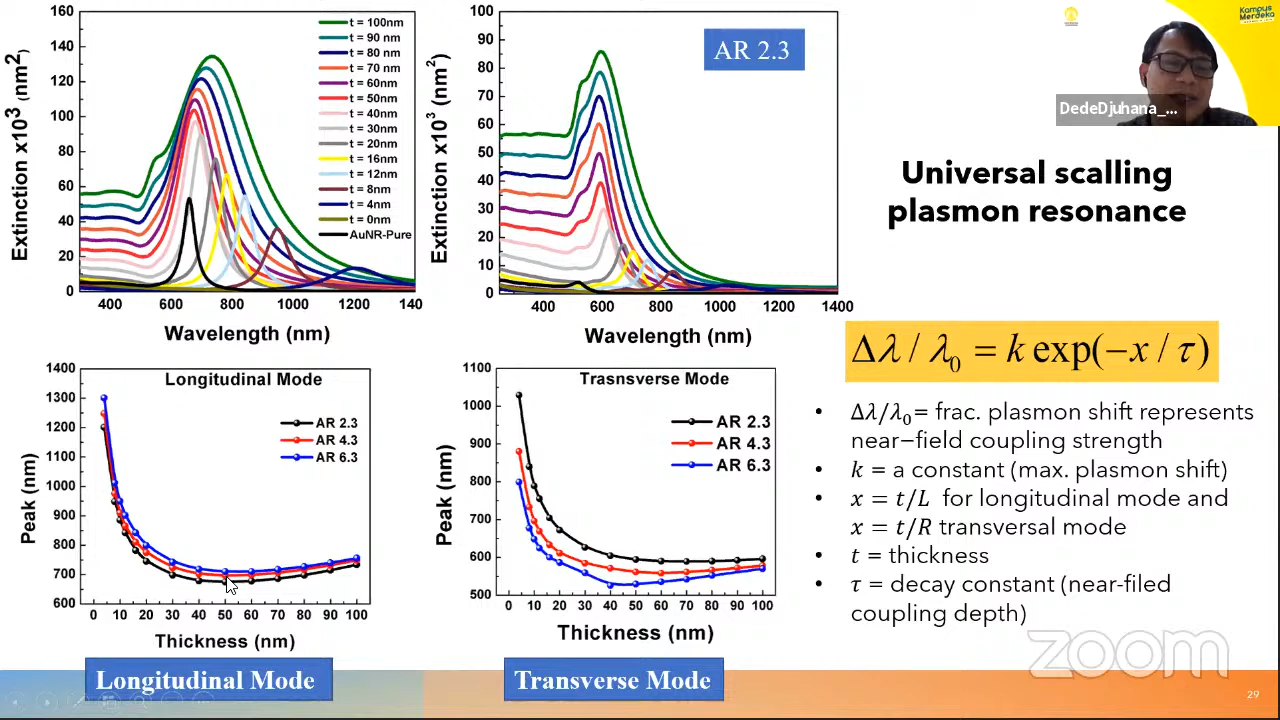 160
140
120
100
80
60
40
20
0
Extinction x10³ (nm²)
400
600
800
1000
1200
140
Wavelength (nm)
t = 100nm
t = 90 nm
t = 80 nm
t = 70 nm
t = 60nm
t = 50nm
t = 40nm
t = 30nm
t = 20nm
t = 16nm
t = 12nm
t = 8nm
t = 4nm
t = 0nm
AuNR-Pure
100
90
80
70
60
50
40
30
20
10
0
Extinction x10³ (nm²)
400
600
800
1000
1200
1400
Wavelength (nm)
AR 2.3
Kampus
Merdeka
DedeDjuhana_...
Universal scalling
plasmon resonance
Δλ / λ₀ = k exp(−x / τ)
• Δλ/λ₀= frac. plasmon shift represents
near−field coupling strength
• k = a constant (max. plasmon shift)
• x = t/L for longitudinal mode and
x = t/R transversal mode
• t = thickness
• τ = decay constant (near-filed
coupling depth)
1400
1300
1200
1100
1000
900
800
700
600
Peak (nm)
Longitudinal Mode
AR 2.3
AR 4.3
AR 6.3
0 10 20 30 40 50 60 70 80 90 100
Thickness (nm)
Longitudinal Mode
1100
1000
900
800
700
600
500
Peak (nm)
Trasnsverse Mode
AR 2.3
AR 4.3
AR 6.3
0 10 20 30 40 50 60 70 80 90 100
Thickness (nm)
Transverse Mode
zoom
29